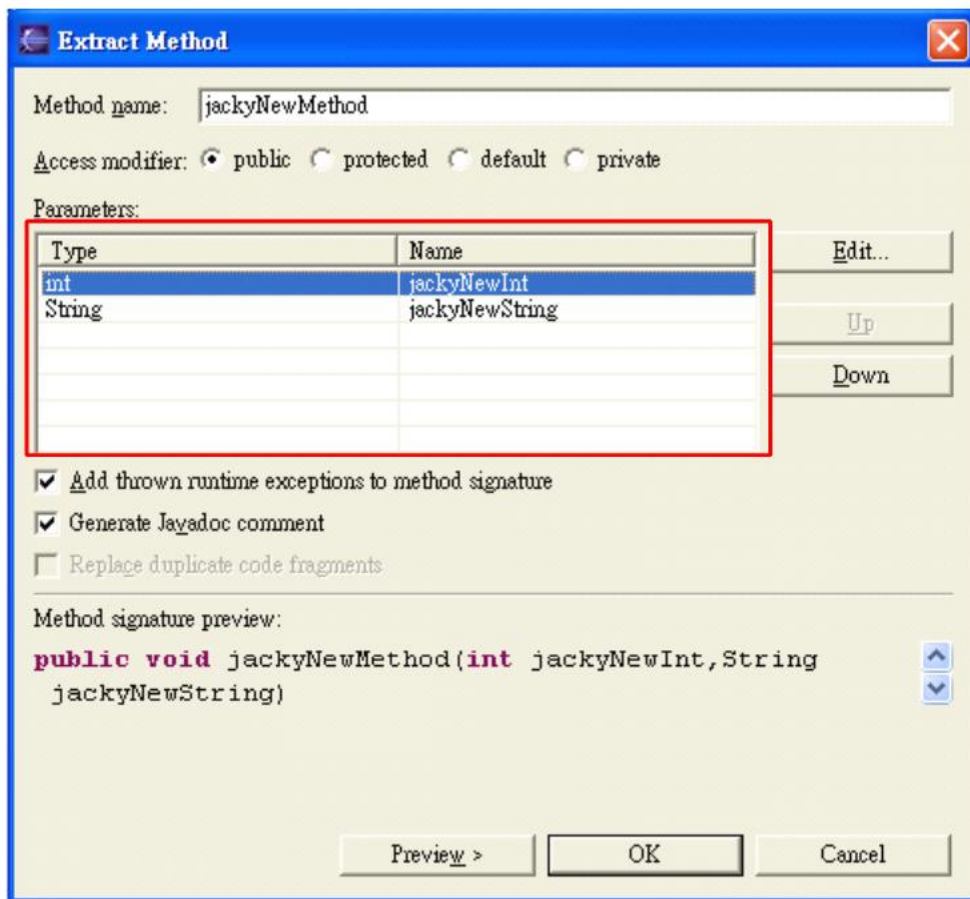 Extract Method
Method name: jackyNewMethod
Access modifier: public protected default private
Parameters:
Type Name Edit...
int jackyNewInt
String jackyNewString Up
Down
Add thrown runtime exceptions to method signature
Generate Javadoc comment
Replace duplicate code fragments
Method signature preview:
public void jackyNewMethod(int jackyNewInt,String
jackyNewString)
Preview > OK Cancel